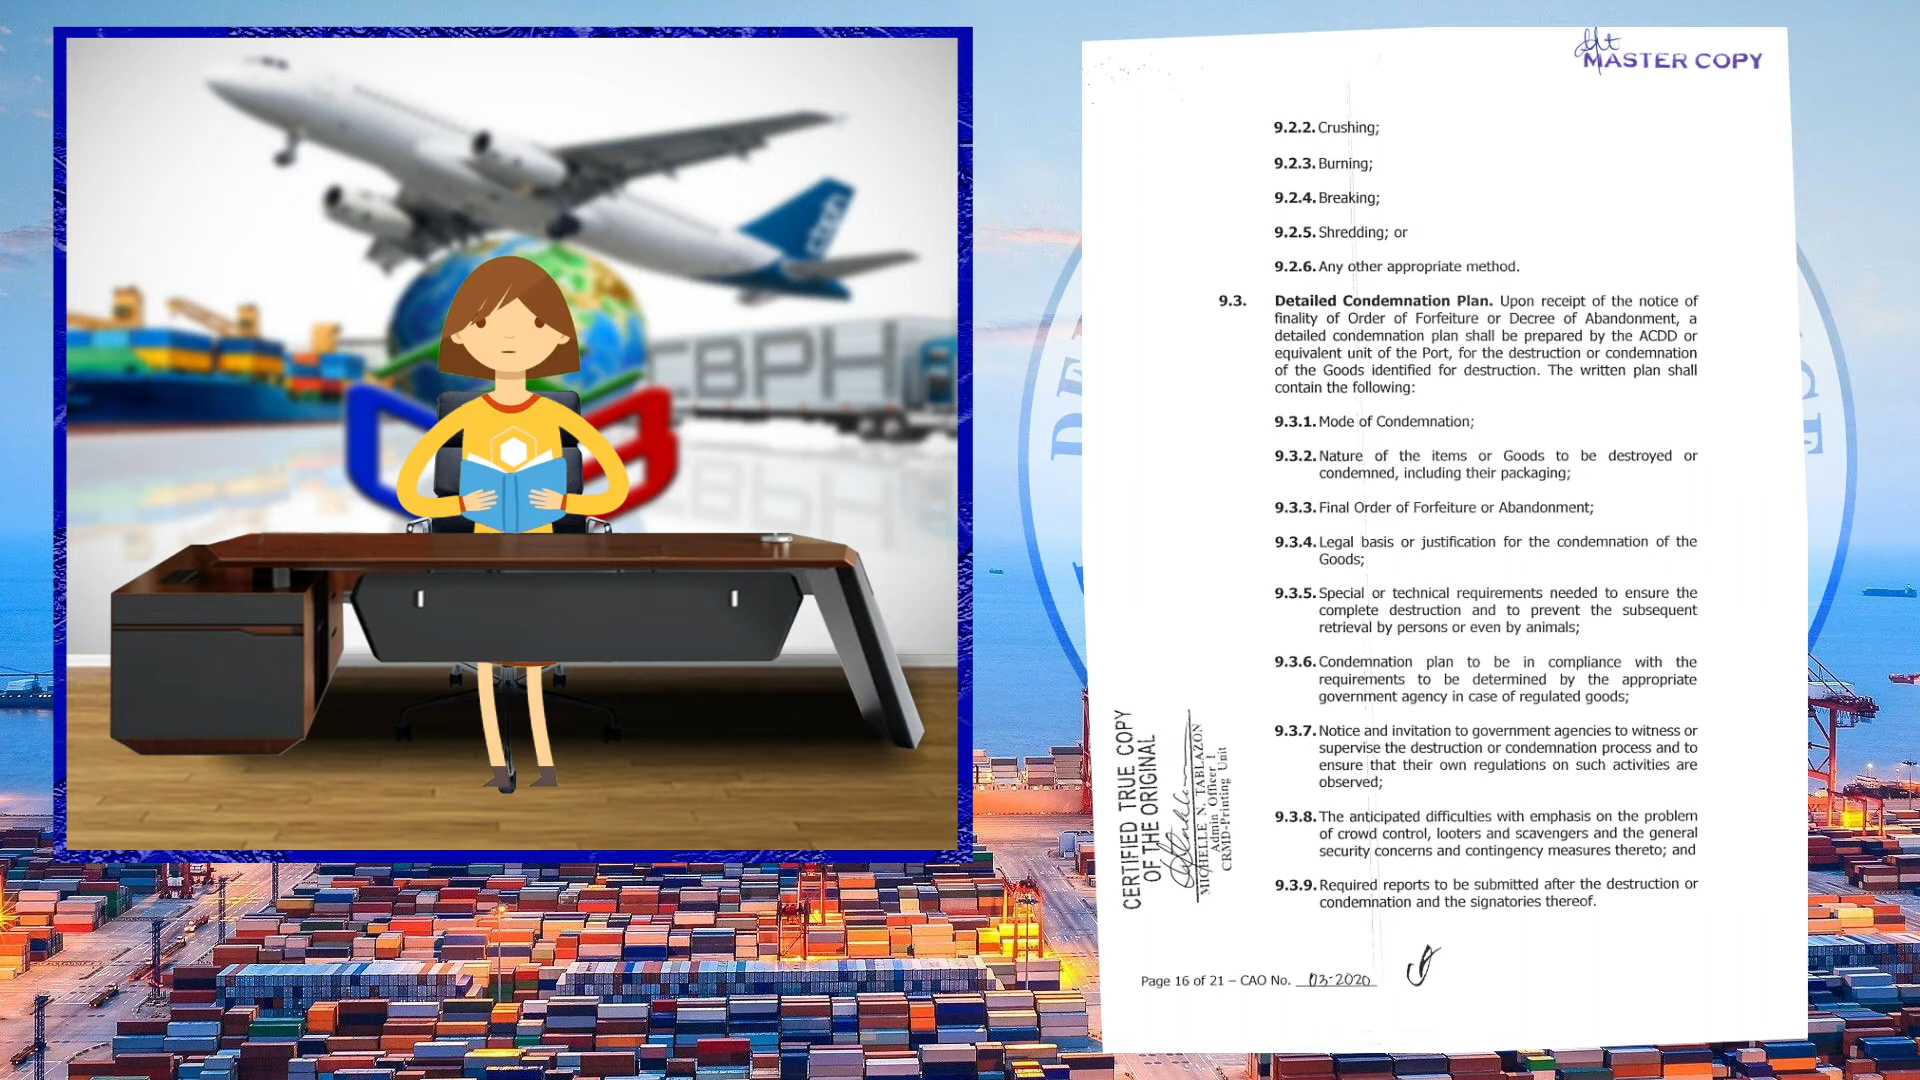 cton
CBPH
MASTER COPY
9.2.2. Crushing;
9.2.3. Burning;
9.2.4. Breaking;
9.2.5. Shredding; or
9.2.6. Any other appropriate method.
9.3. Detailed Condemnation Plan. Upon receipt of the notice of
finality of Order of Forfeiture or Decree of Abandonment, a
detailed condemnation plan shall be prepared by the ACDD or
equivalent unit of the Port, for the destruction or condemnation
of the Goods identified for destruction. The written plan shall
contain the following:
9.3.1. Mode of Condemnation;
9.3.2. Nature of the items or Goods to be destroyed or
condemned, including their packaging;
9.3.3. Final Order of Forfeiture or Abandonment;
9.3.4. Legal basis or justification for the condemnation of the
Goods;
9.3.5. Special or technical requirements needed to ensure the
complete destruction and to prevent the subsequent
retrieval by persons or even by animals;
9.3.6. Condemnation plan to be in compliance with the
requirements to be determined by the appropriate
government agency in case of regulated goods;
9.3.7. Notice and invitation to government agencies to witness or
supervise the destruction or condemnation process and to
ensure that their own regulations on such activities are
observed;
9.3.8. The anticipated difficulties with emphasis on the problem
of crowd control, looters and scavengers and the general
security concerns and contingency measures thereto; and
9.3.9. Required reports to be submitted after the destruction or
condemnation and the signatories thereof.
CERTIFIED TRUE COPY
OF THE ORIGINAL
MICHELLE N. TABLAZON
Admin Officer I
CRMD-Printing Unit
Page 16 of 21 – CAO No. 03-2020